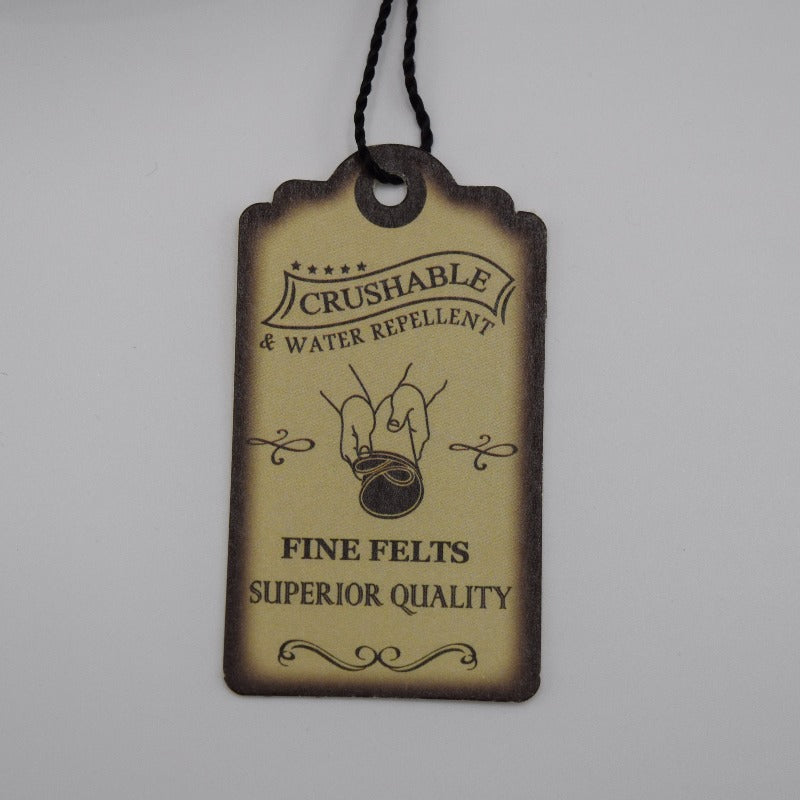 CRUSHABLE
& WATER REPELLENT
FINE FELTS
SUPERIOR QUALITY